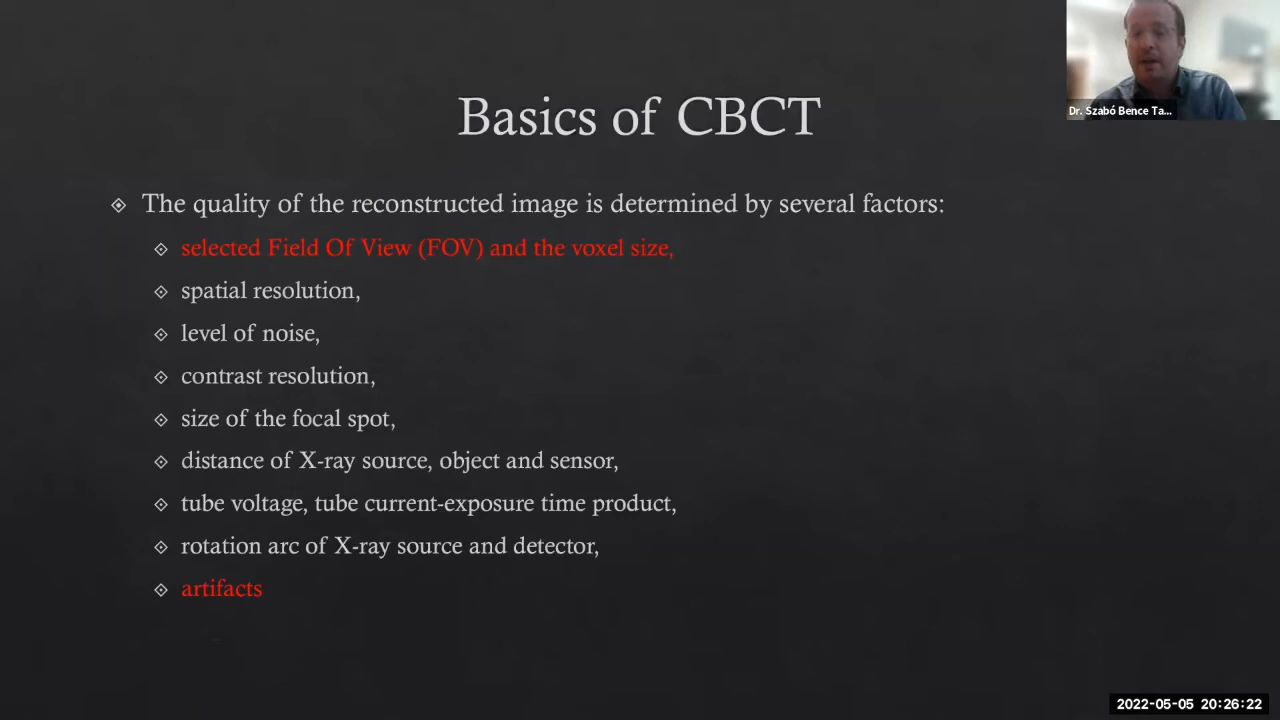 Basics of CBCT
Dr. Szabó Bence Ta...
The quality of the reconstructed image is determined by several factors:
selected Field Of View (FOV) and the voxel size,
spatial resolution,
level of noise,
contrast resolution,
size of the focal spot,
distance of X-ray source, object and sensor,
tube voltage, tube current-exposure time product,
rotation arc of X-ray source and detector,
artifacts
2022-05-05 20:26:22